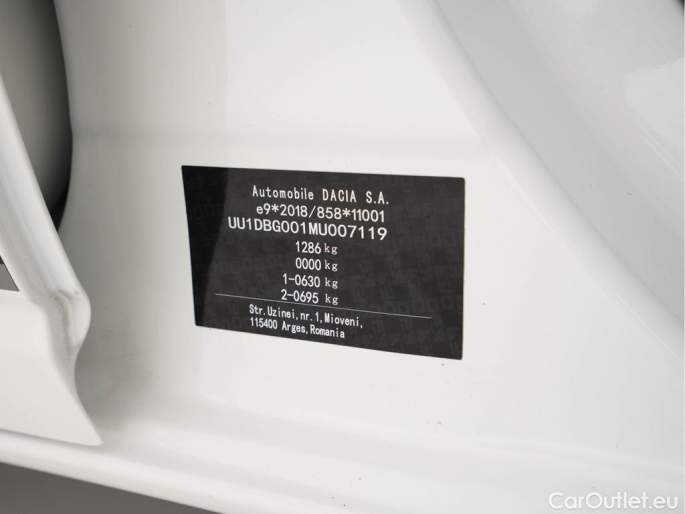 Automobile DACIA S.A.
e9*2018/858*11001
UU1DBG001MU007119
1286 kg
0000 kg
1-0630 kg
2-0695 kg
Str.Uzinei,nr.1,Mioveni,
115400 Arges,Romania
CarOutlet.eu